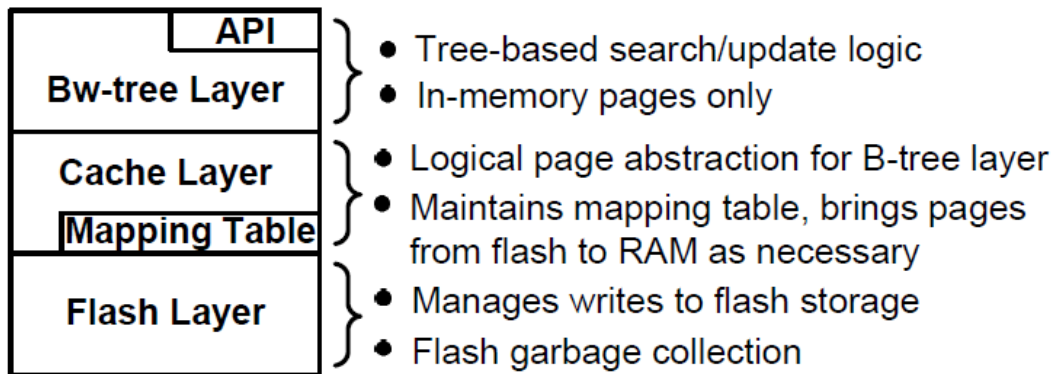 API
Bw-tree Layer
Cache Layer
Mapping Table
Flash Layer
• Tree-based search/update logic
• In-memory pages only
• Logical page abstraction for B-tree layer
• Maintains mapping table, brings pages
from flash to RAM as necessary
• Manages writes to flash storage
• Flash garbage collection